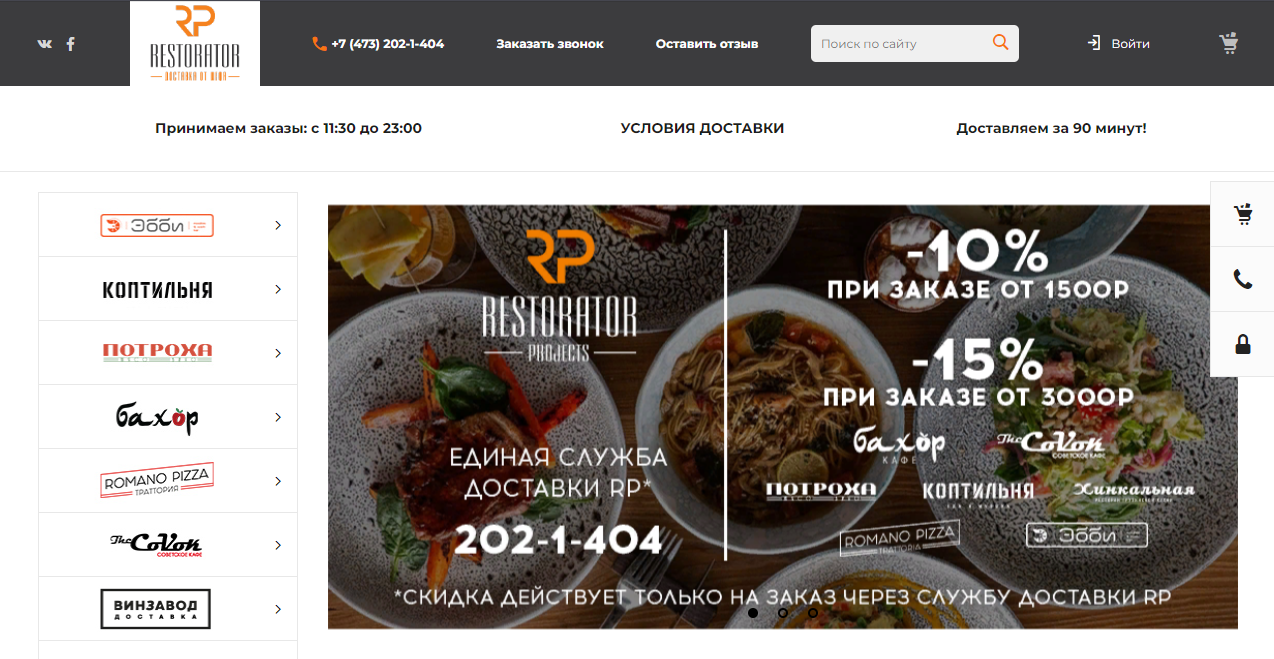 RP
RESTORATOR
ДОСТАВКА ОТ ШЕФА
+7 (473) 202-1-404
Заказать звонок
Оставить отзыв
Поиск по сайту
Войти
Принимаем заказы: с 11:30 до 23:00
УСЛОВИЯ ДОСТАВКИ
Доставляем за 90 минут!
Эбби
КОПТИЛЬНЯ
ПОТРОХА
МЯСО
бахор
ROMANO PIZZA
ТРАТТОРИЯ
The CoVok
СОВЕТСКОЕ КАФЕ
ВИНЗАВОД
ДОСТАВКА
RP
RESTORATOR
PROJECTS
ЕДИНАЯ СЛУЖБА
ДОСТАВКИ RP*
202-1-404
-10%
ПРИ ЗАКАЗЕ ОТ 1500Р
-15%
ПРИ ЗАКАЗЕ ОТ 3000Р
бахор
КАФЕ
The CoVok
СОВЕТСКОЕ КАФЕ
ПОТРОХА
КОПТИЛЬНЯ
Хинкальная
ROMANO PIZZA
ТРАТТОРИА
Эбби
*СКИДКА ДЕЙСТВУЕТ ТОЛЬКО НА ЗАКАЗ ЧЕРЕЗ СЛУЖБУ ДОСТАВКИ RP